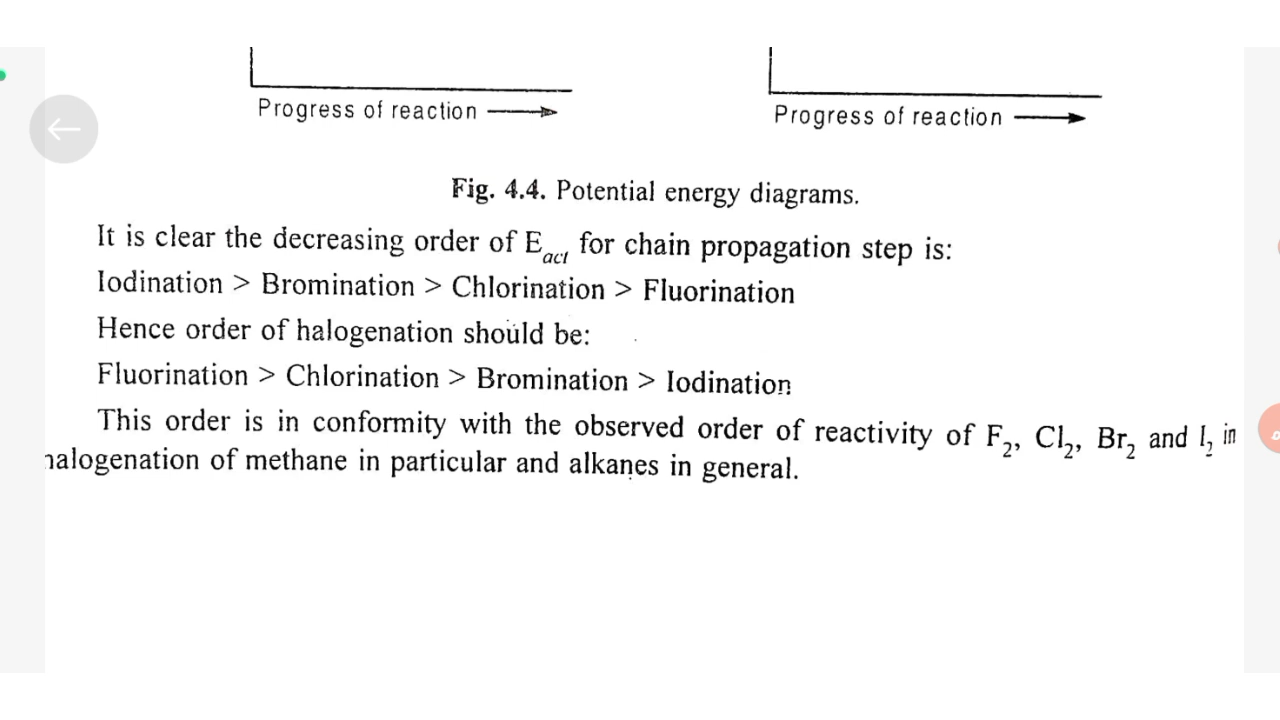 Progress of reaction
Progress of reaction
Fig. 4.4. Potential energy diagrams.
It is clear the decreasing order of E_act for chain propagation step is:
Iodination > Bromination > Chlorination > Fluorination
Hence order of halogenation should be:
Fluorination > Chlorination > Bromination > Iodination
This order is in conformity with the observed order of reactivity of F₂, Cl₂, Br₂ and I₂ in
halogenation of methane in particular and alkanes in general.